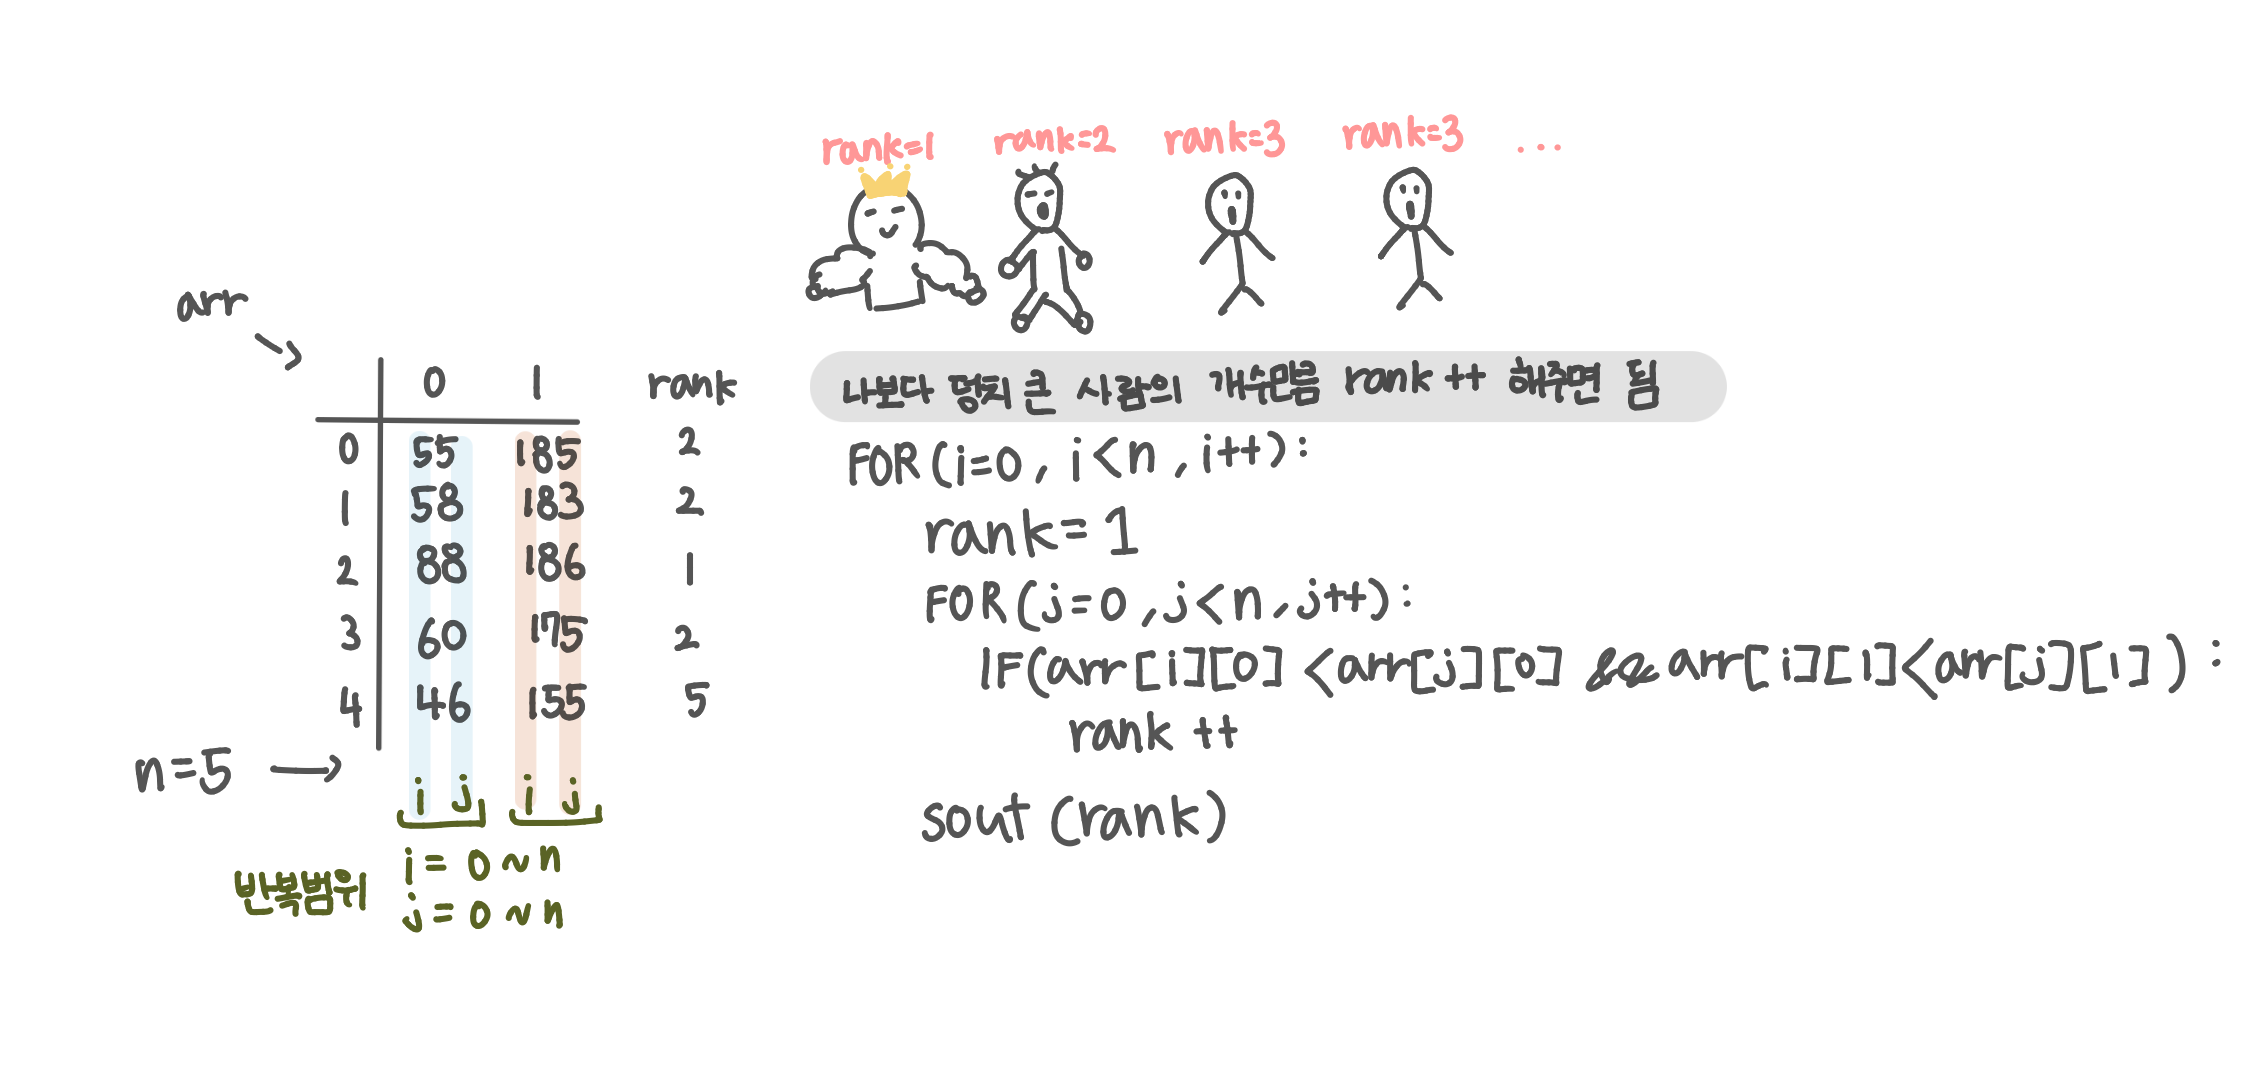 rank=1 rank=2 rank=3 rank=3 ...
arr
0 1 rank
0 55 185 2
1 58 183 2
2 88 186 1
3 60 175 2
4 46 155 5
n=5
i j i j
반복범위
i = 0 ~ n
j = 0 ~ n
나보다 덩치 큰 사람의 개수만큼 rank ++ 해주면 됨
FOR(i=0, i<n, i++):
rank= 1
FOR(j=0, j<n, j++):
IF(arr[i][0] <arr[j][0] && arr[i][1]<arr[j][1]):
rank ++
sout (rank)